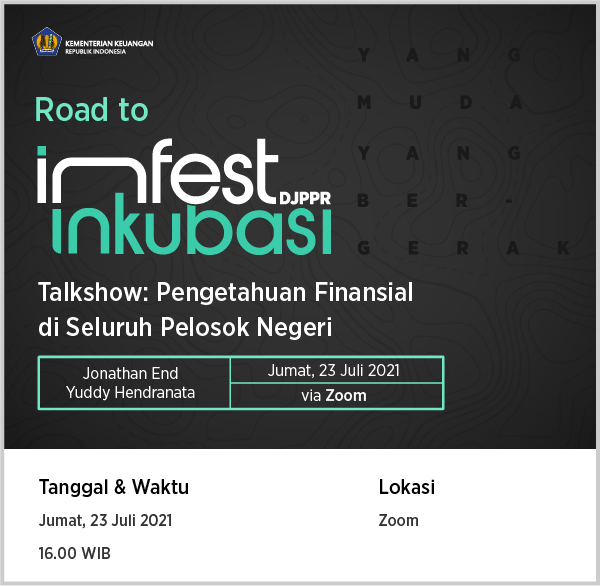 KEMENTERIAN KEUANGAN
REPUBLIK INDONESIA
YANG
MUDA
YANG
BER-
GERAK
Road to
imfest
DJPPR
inkubasi
Talkshow: Pengetahuan Finansial
di Seluruh Pelosok Negeri
Jonathan End
Yuddy Hendranata
Jumat, 23 Juli 2021
via Zoom
Tanggal & Waktu
Jumat, 23 Juli 2021
16.00 WIB
Lokasi
Zoom